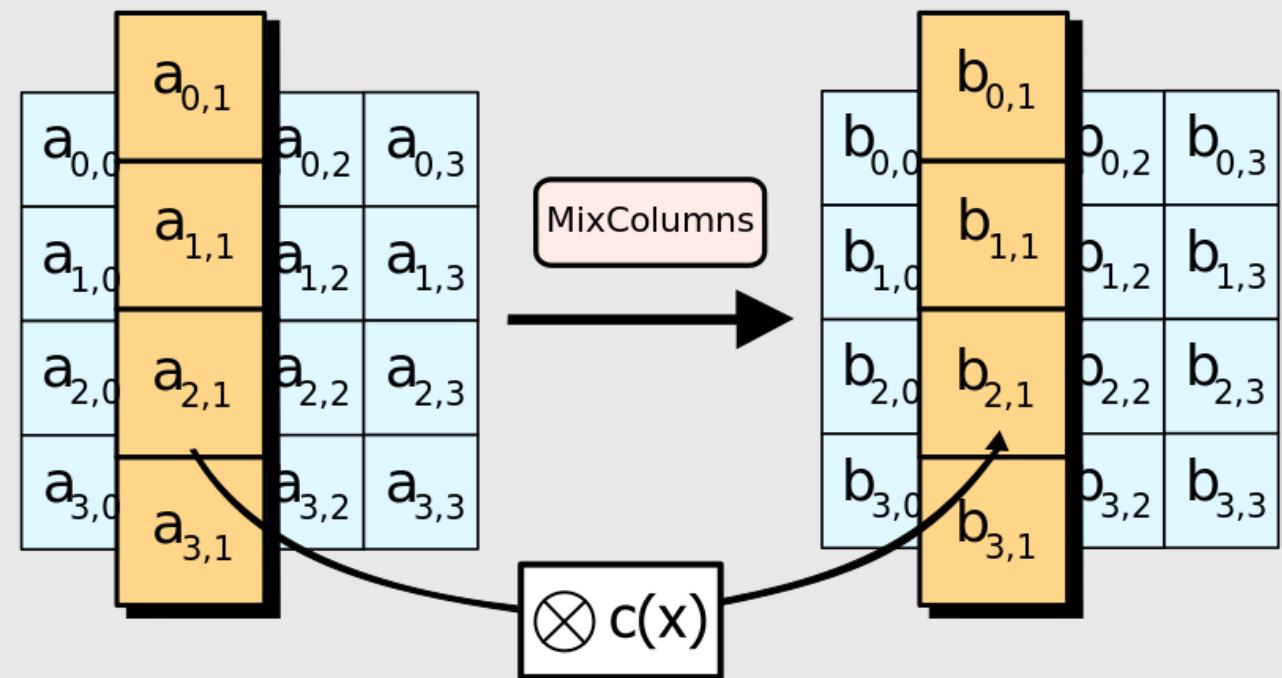 a0,0 a0,1 a0,2 a0,3
a1,0 a1,1 a1,2 a1,3
a2,0 a2,1 a2,2 a2,3
a3,0 a3,1 a3,2 a3,3
MixColumns
b0,0 b0,1 b0,2 b0,3
b1,0 b1,1 b1,2 b1,3
b2,0 b2,1 b2,2 b2,3
b3,0 b3,1 b3,2 b3,3
⊗ c(x)